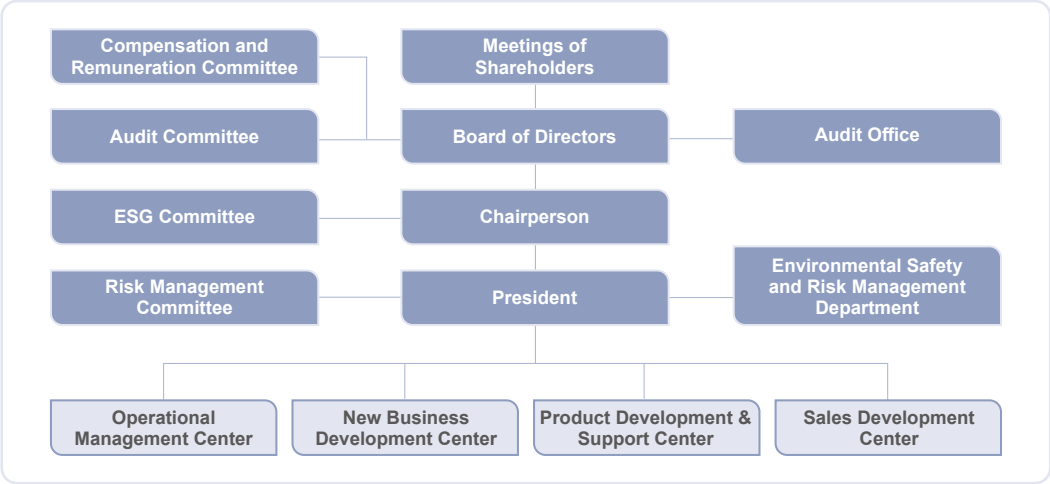 Compensation and
Remuneration Committee
Meetings of
Shareholders
Audit Committee
Board of Directors
Audit Office
ESG Committee
Chairperson
Risk Management
Committee
President
Environmental Safety
and Risk Management
Department
Operational
Management Center
New Business
Development Center
Product Development &
Support Center
Sales Development
Center